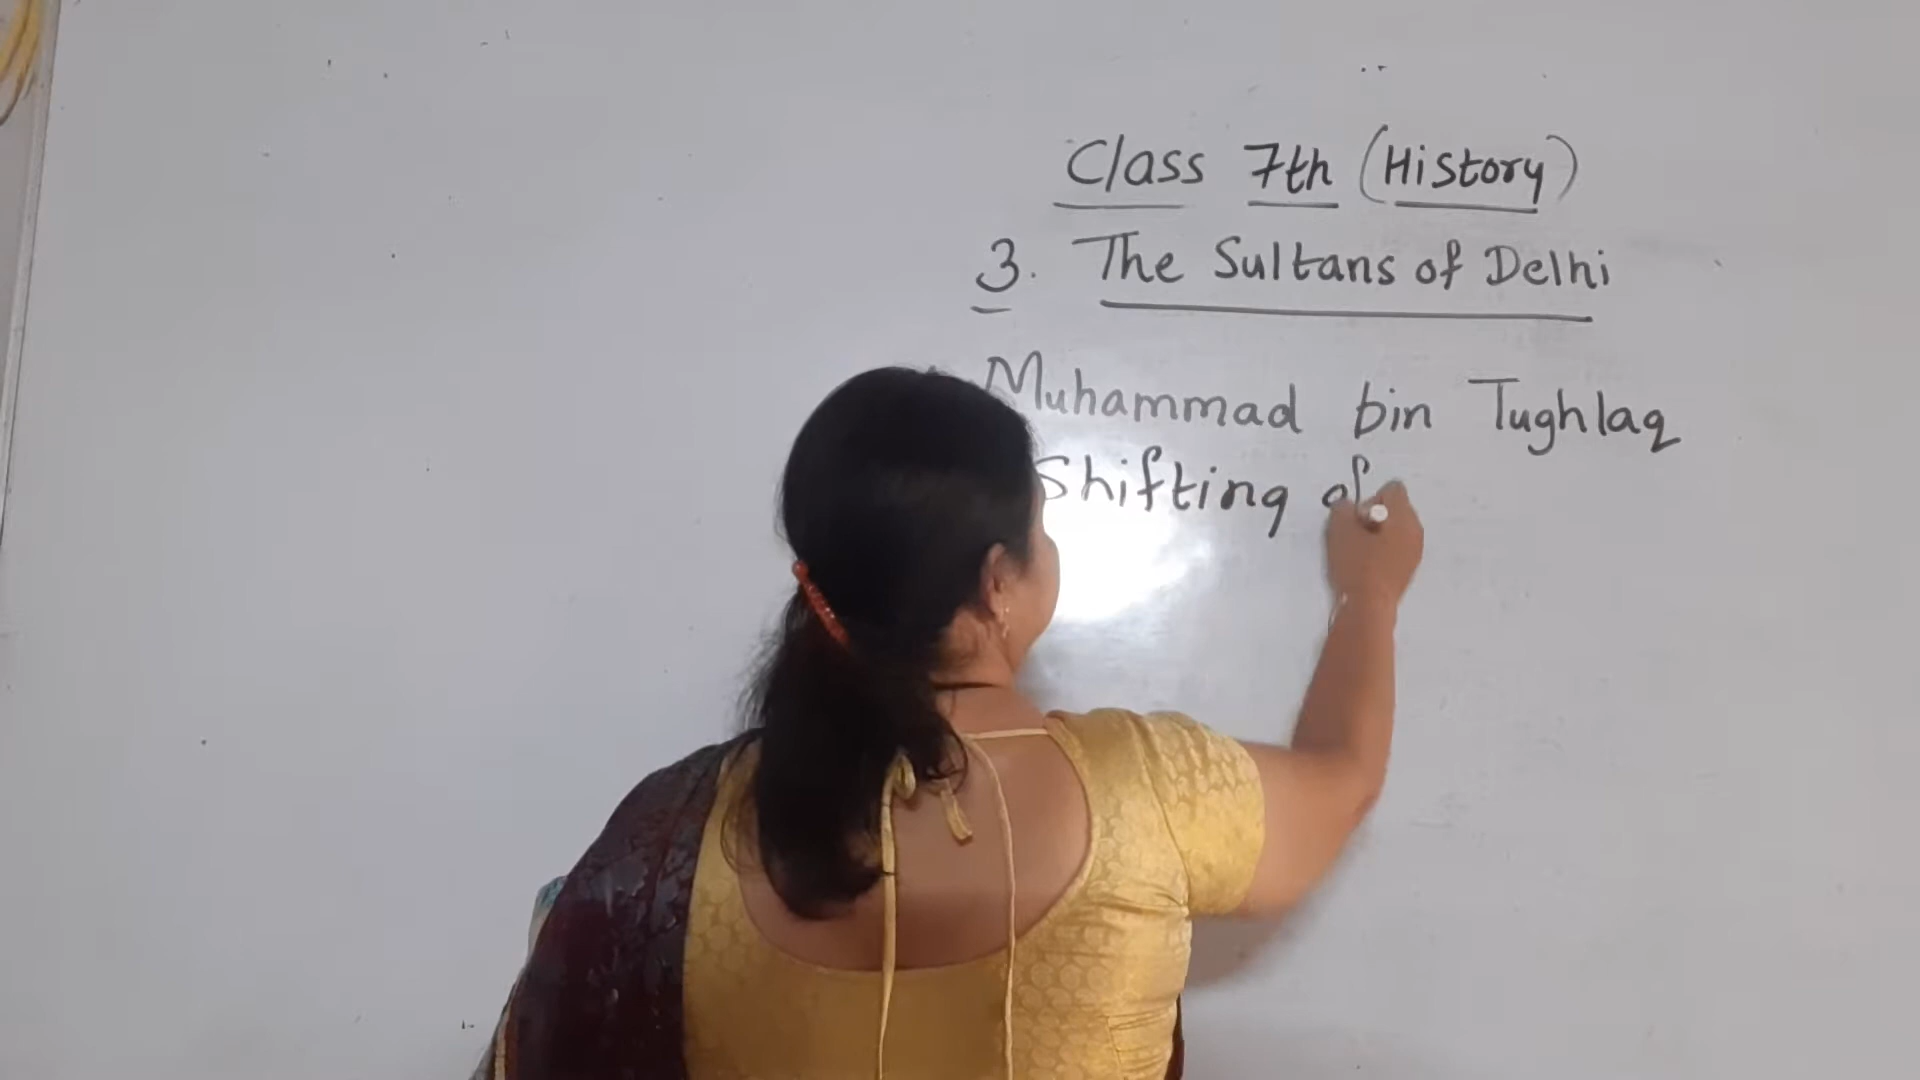 Class 7th (History)
3. The Sultans of Delhi
Muhammad bin Tughlaq
Shifting of